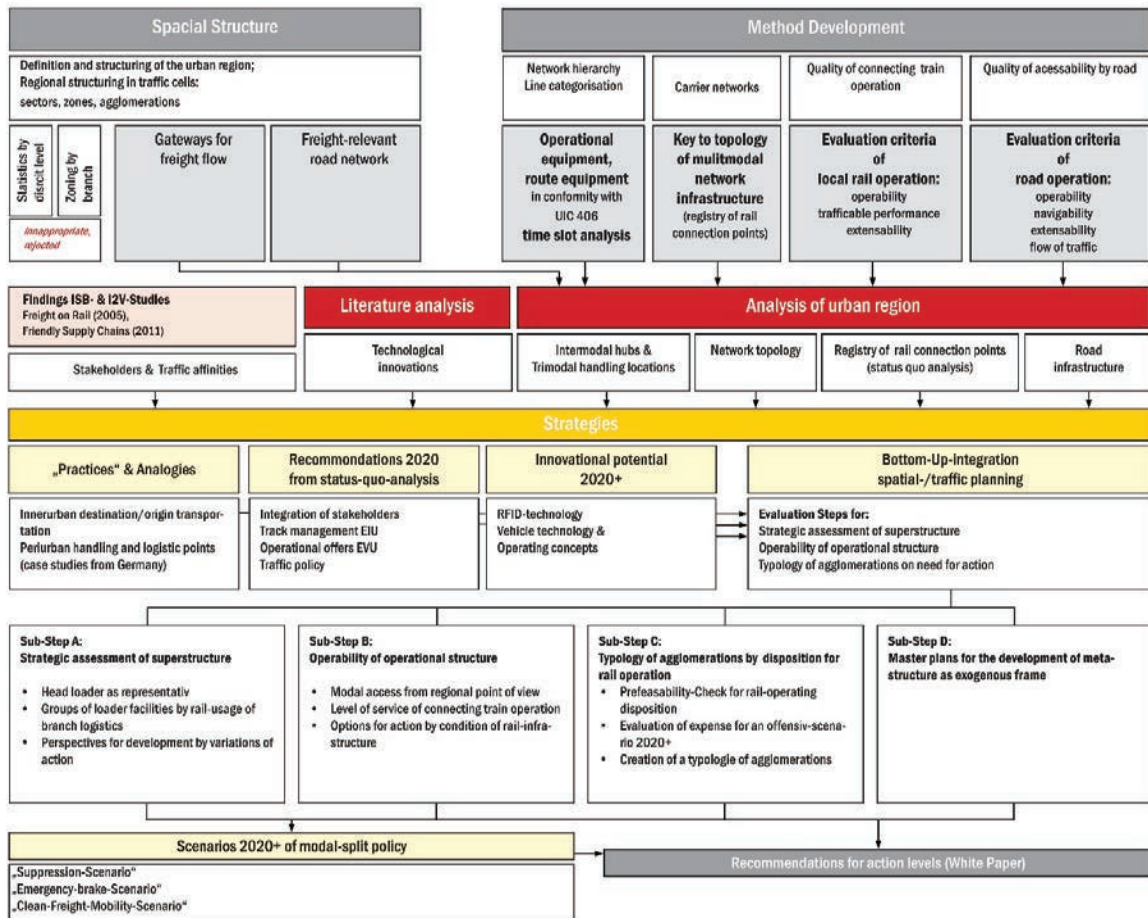 Spacial Structure
Definition and structuring of the urban region;
Regional structuring in traffic cells:
sectors, zones, agglomerations
Statistics by
discrit level
Zoning by
branch
innappropriate,
rejected
Gateways for
freight flow
Freight-relevant
road network
Method Development
Network hierarchy
Line categorisation
Carrier networks
Quality of connecting train
operation
Quality of acessability by road
Operational
equipment,
route equipment
in conformity with
UIC 406
time slot analysis
Key to topology
of mulitmodal
network
infrastructure
(registry of rail
connection points)
Evaluation criteria
of
local rail operation:
operability
trafficable performance
extensability
Evaluation criteria
of
road operation:
operability
navigability
extensability
flow of traffic
Findings ISB- & I2V-Studies
Freight on Rail (2005),
Friendly Supply Chains (2011)
Stakeholders & Traffic affinities
Literature analysis
Technological
innovations
Analysis of urban region
Intermodal hubs &
Trimodal handling locations
Network topology
Registry of rail connection points
(status quo analysis)
Road
infrastructure
Strategies
„Practices“ & Analogies
Innerurban destination/origin transpor-
tation
Periurban handling and logistic points
(case studies from Germany)
Recommondations 2020
from status-quo-analysis
Integration of stakeholders
Track management EIU
Operational offers EVU
Traffic policy
Innovational potential
2020+
RFID-technology
Vehicle technology &
Operating concepts
Bottom-Up-integration
spatial-/traffic planning
Evaluation Steps for:
Strategic assessment of superstructure
Operability of operational structure
Typology of agglomerations on need for action
Sub-Step A:
Strategic assessment of superstructure
• Head loader as representativ
• Groups of loader facilities by rail-usage of
branch logistics
• Perspectives for development by variations of
action
Sub-Step B:
Operability of operational structure
• Modal access from regional point of view
• Level of service of connecting train operation
• Options for action by condition of rail-infra-
structure
Sub-Step C:
Typology of agglomerations by disposition for
rail operation
• Prefeasability-Check for rail-operating
disposition
• Evaluation of expense for an offensiv-scena-
rio 2020+
• Creation of a typologie of agglomerations
Sub-Step D:
Master plans for the development of meta-
structure as exogenous frame
Scenarios 2020+ of modal-split policy
„Suppression-Scenario“
„Emergency-brake-Scenario“
„Clean-Freight-Mobility-Scenario“
Recommendations for action levels (White Paper)